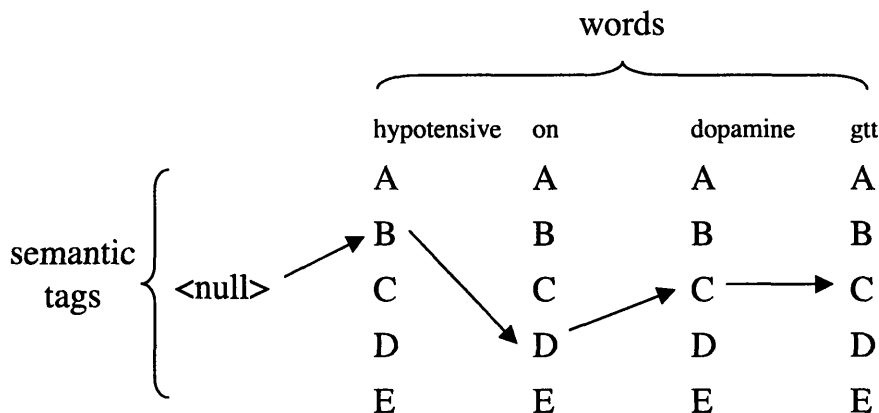 words
hypotensive on dopamine gtt
A A A A
B B B B
semantic
tags
<null>
C C C C
D D D D
E E E E